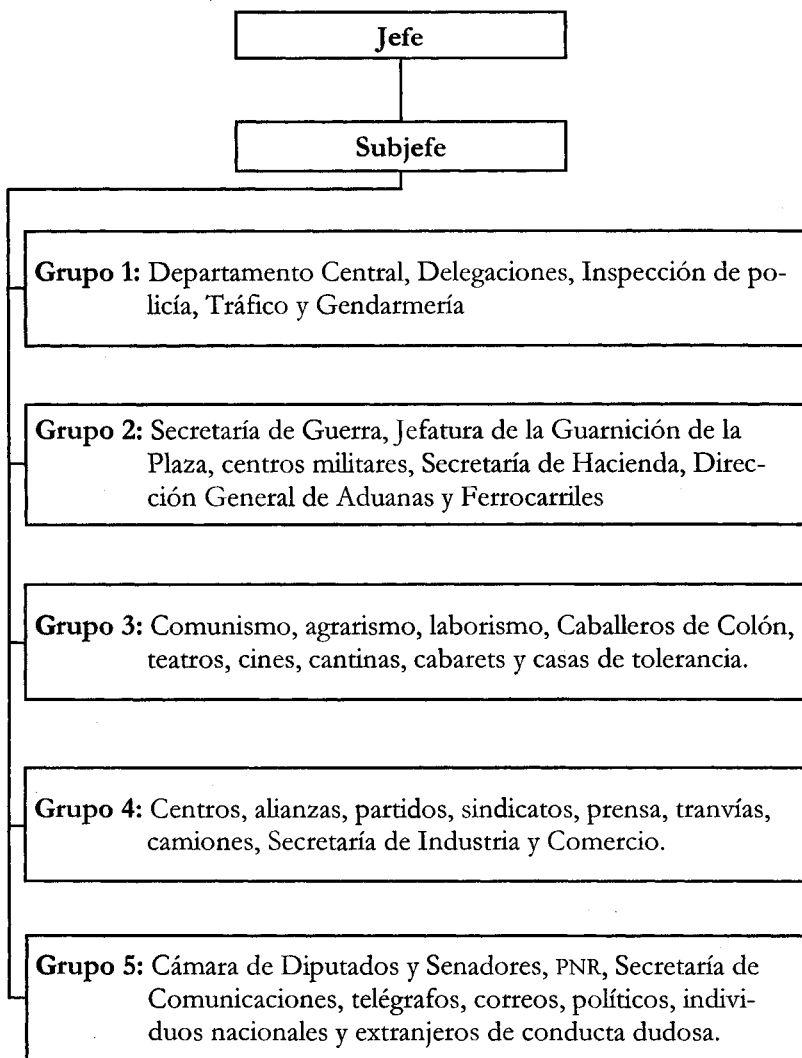 Jefe
Subjefe
Grupo 1: Departamento Central, Delegaciones, Inspección de po-
licía, Tráfico y Gendarmería
Grupo 2: Secretaría de Guerra, Jefatura de la Guarnición de la
Plaza, centros militares, Secretaría de Hacienda, Direc-
ción General de Aduanas y Ferrocarriles
Grupo 3: Comunismo, agrarismo, laborismo, Caballeros de Colón,
teatros, cines, cantinas, cabarets y casas de tolerancia.
Grupo 4: Centros, alianzas, partidos, sindicatos, prensa, tranvías,
camiones, Secretaría de Industria y Comercio.
Grupo 5: Cámara de Diputados y Senadores, PNR, Secretaría de
Comunicaciones, telégrafos, correos, políticos, indivi-
duos nacionales y extranjeros de conducta dudosa.